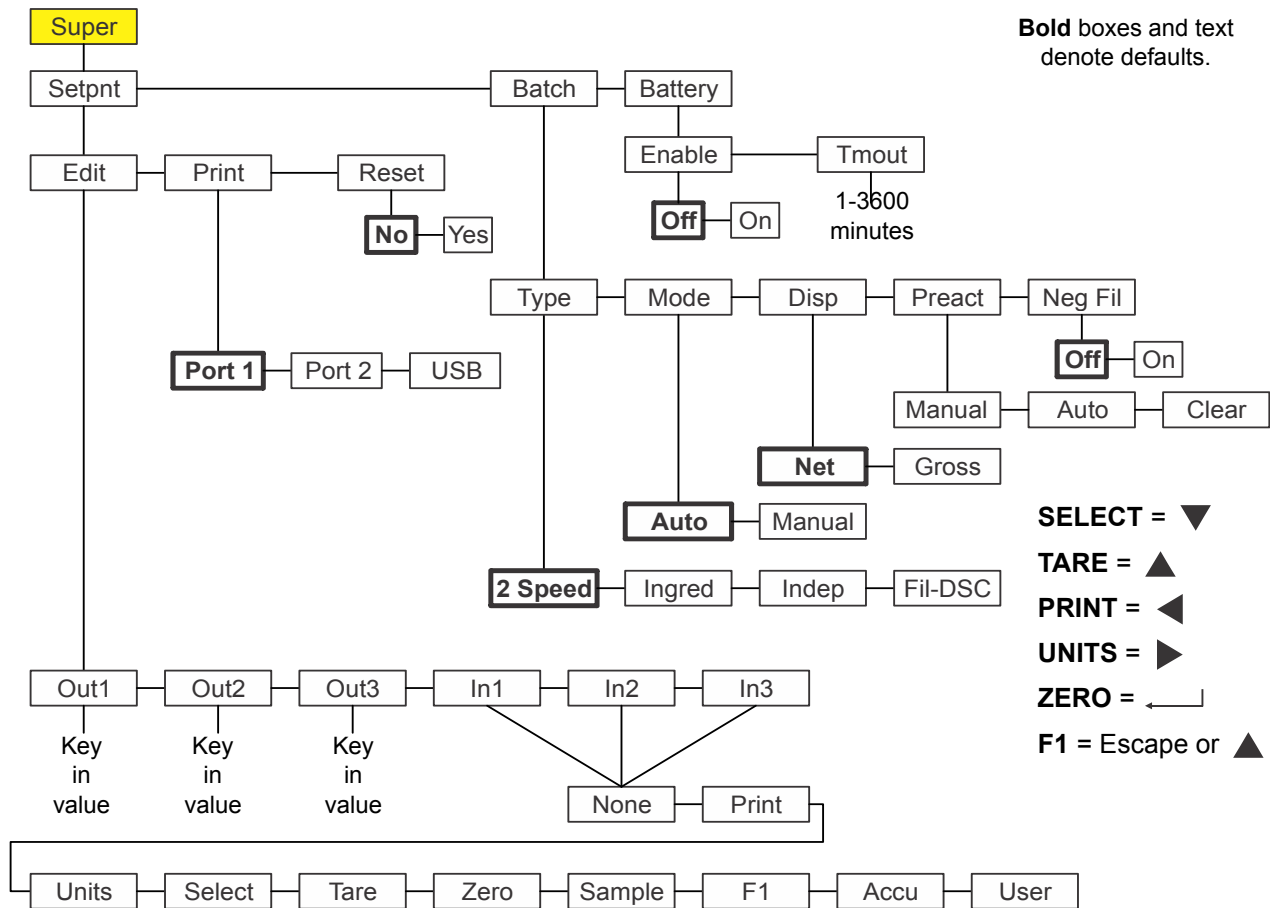 Super
Bold boxes and text
denote defaults.
Setpnt
Batch
Battery
Edit
Print
Reset
Enable
Tmout
No
Yes
Off
On
1-3600
minutes
Type
Mode
Disp
Preact
Neg Fil
Port 1
Port 2
USB
Off
On
Manual
Auto
Clear
Net
Gross
Auto
Manual
2 Speed
Ingred
Indep
Fil-DSC
SELECT = ▼
TARE = ▲
PRINT = ◀
UNITS = ▶
ZERO = ↵
F1 = Escape or ▲
Out1
Out2
Out3
In1
In2
In3
Key
in
value
Key
in
value
Key
in
value
None
Print
Units
Select
Tare
Zero
Sample
F1
Accu
User